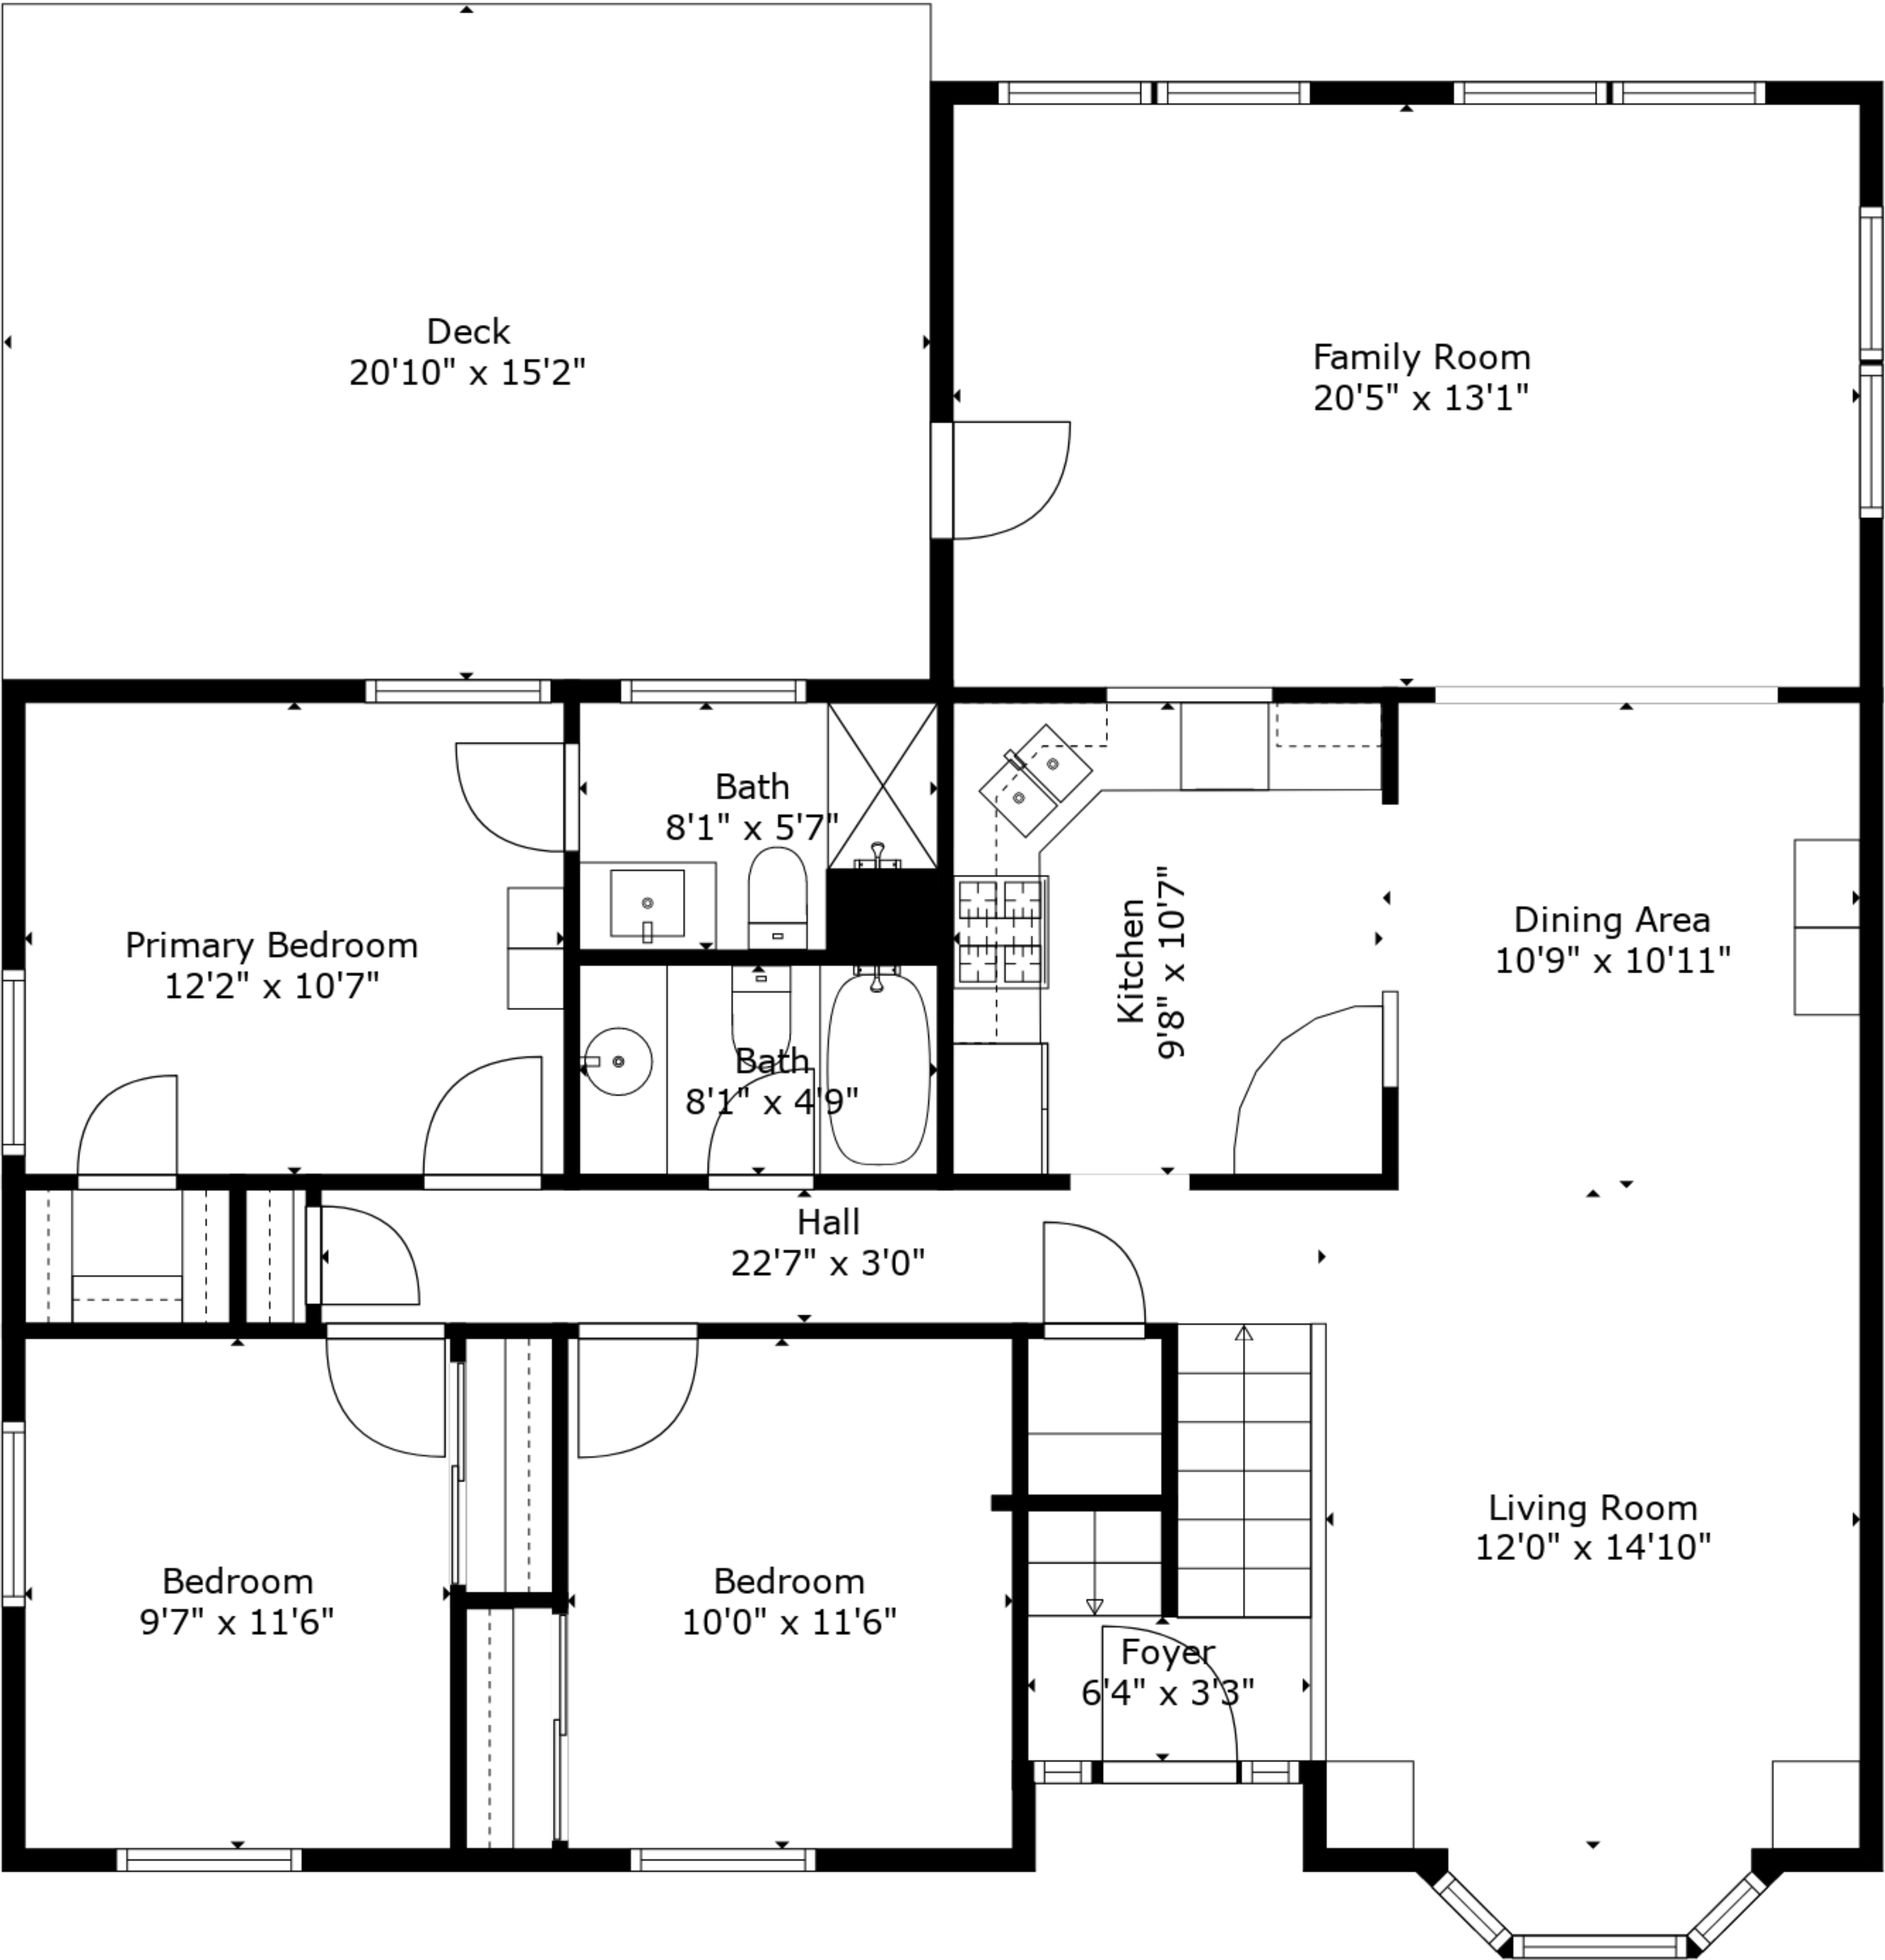 Deck
20'10" x 15'2"
Family Room
20'5" x 13'1"
Bath
8'1" x 5'7"
Primary Bedroom
12'2" x 10'7"
Kitchen
9'8" x 10'7"
Dining Area
10'9" x 10'11"
Bath
8'1" x 4'9"
Hall
22'7" x 3'0"
Living Room
12'0" x 14'10"
Bedroom
9'7" x 11'6"
Bedroom
10'0" x 11'6"
Foyer
6'4" x 3'3"